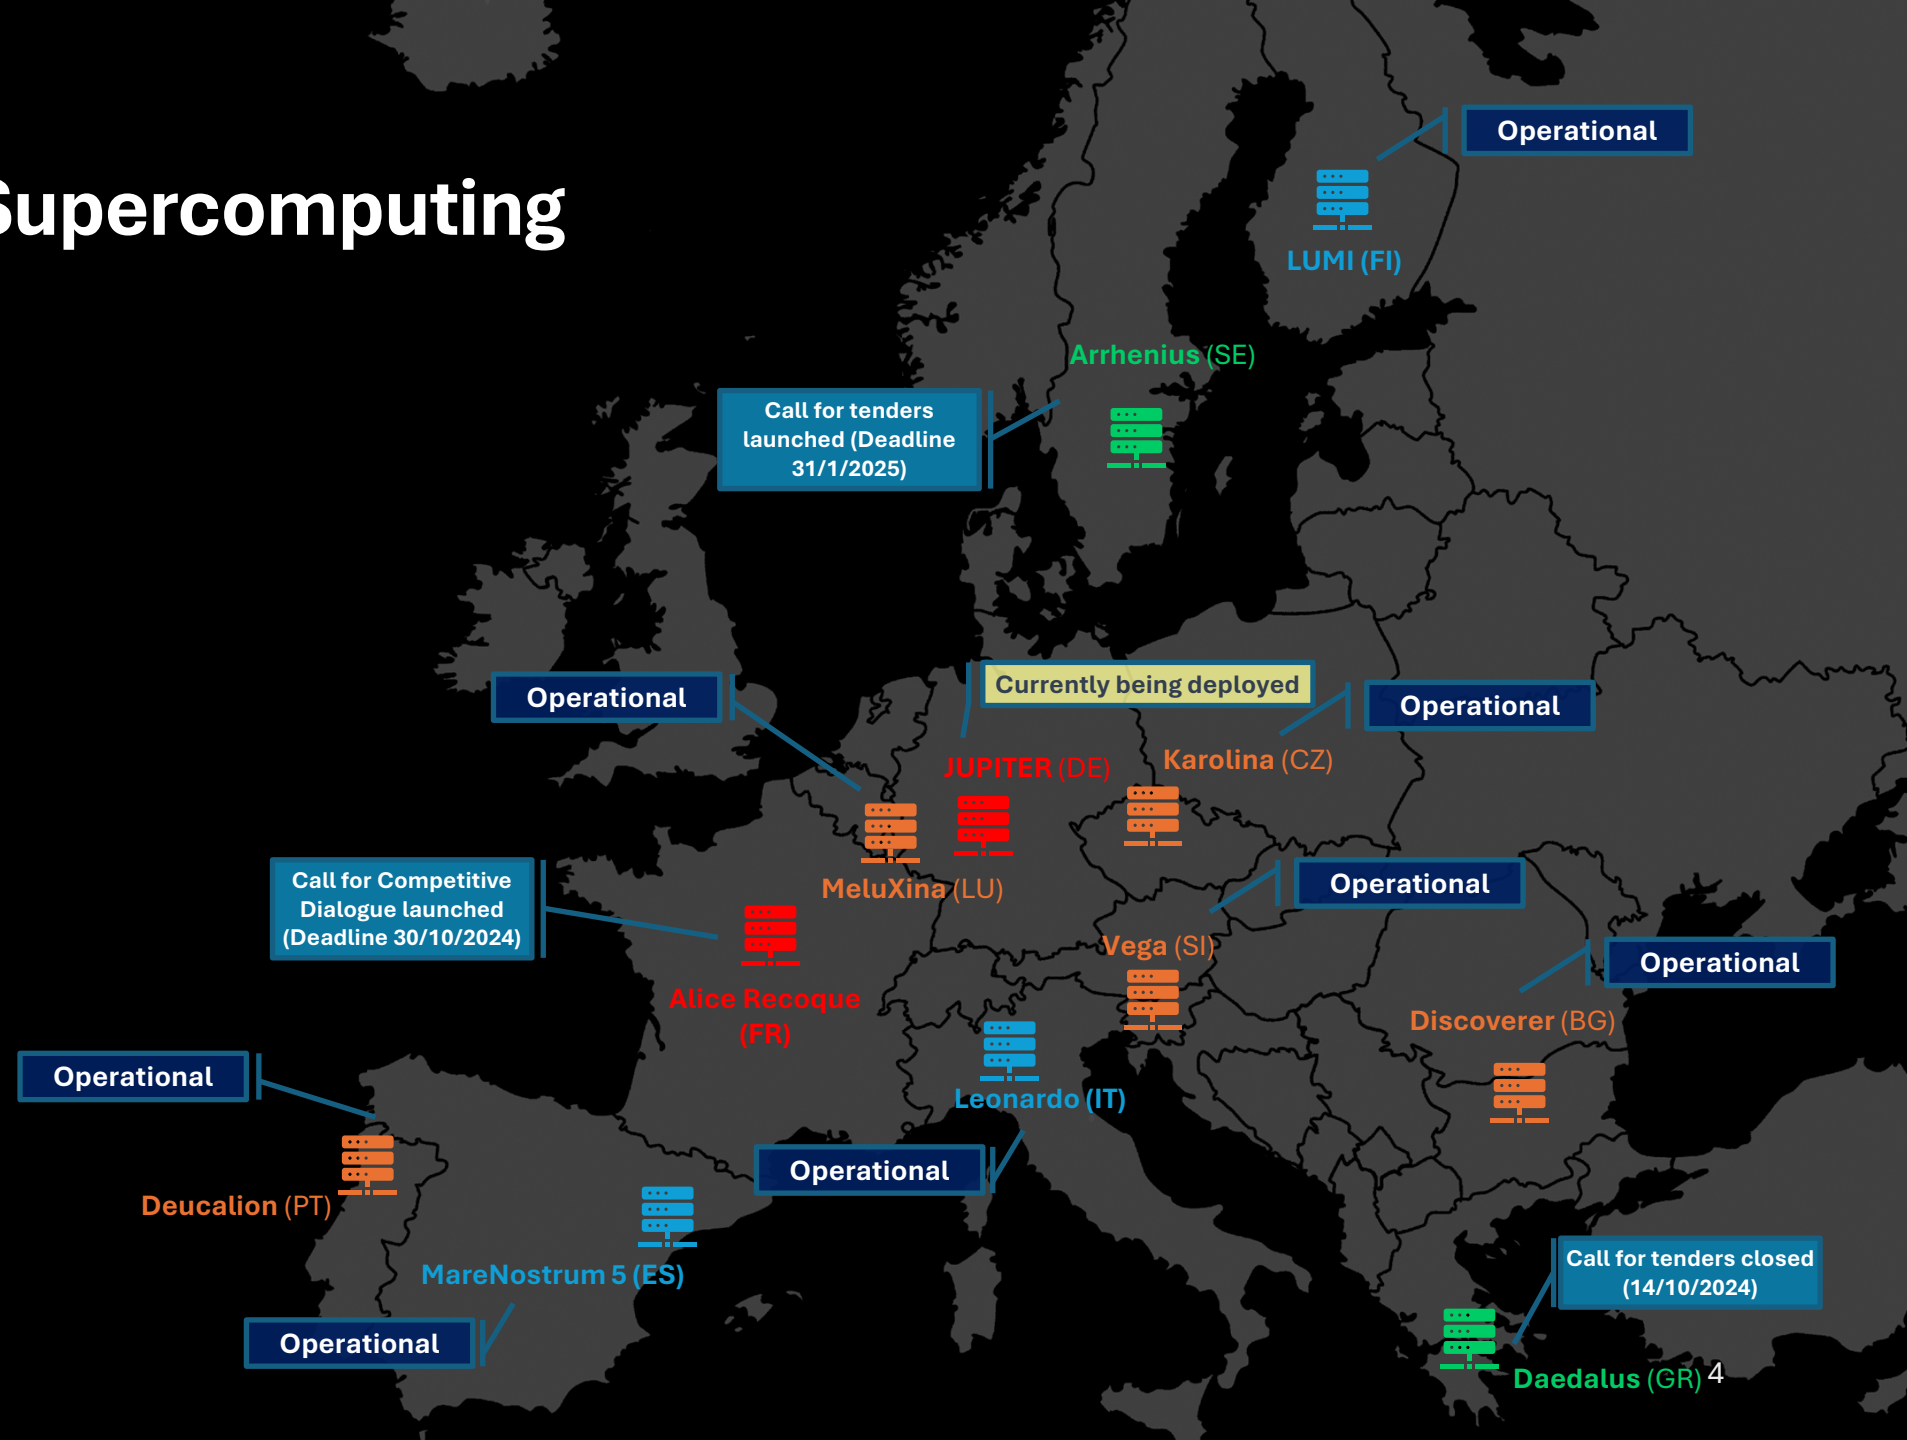 Supercomputing
Operational
LUMI (FI)
Arrhenius (SE)
Call for tenders
launched (Deadline
31/1/2025)
Operational
Currently being deployed
Operational
JUPITER (DE)
Karolina (CZ)
MeluXina (LU)
Call for Competitive
Dialogue launched
(Deadline 30/10/2024)
Operational
Vega (SI)
Operational
Alice Recoque
(FR)
Discoverer (BG)
Operational
Leonardo (IT)
Operational
Deucalion (PT)
MareNostrum 5 (ES)
Operational
Call for tenders closed
(14/10/2024)
Daedalus (GR)
4